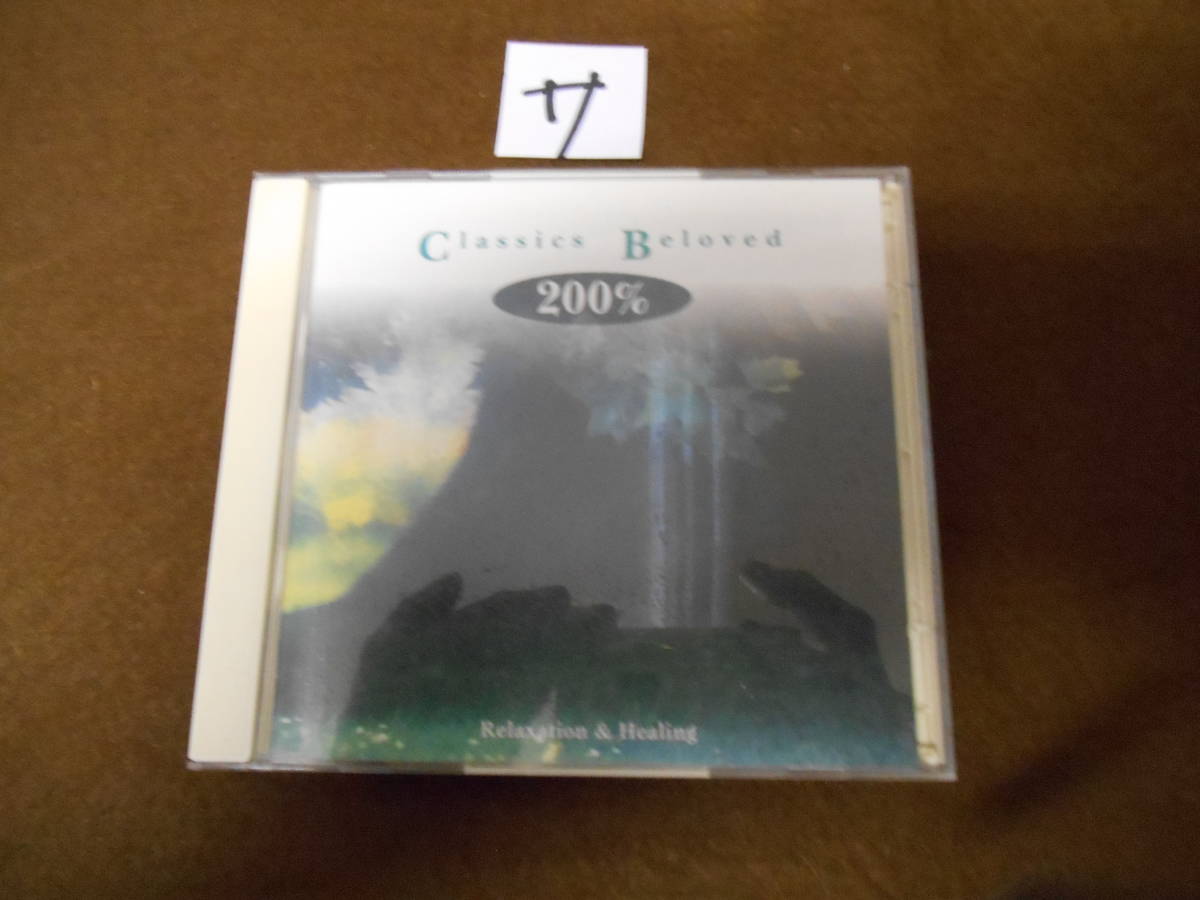 サ
Classics Beloved
200%
Relaxation & Healing